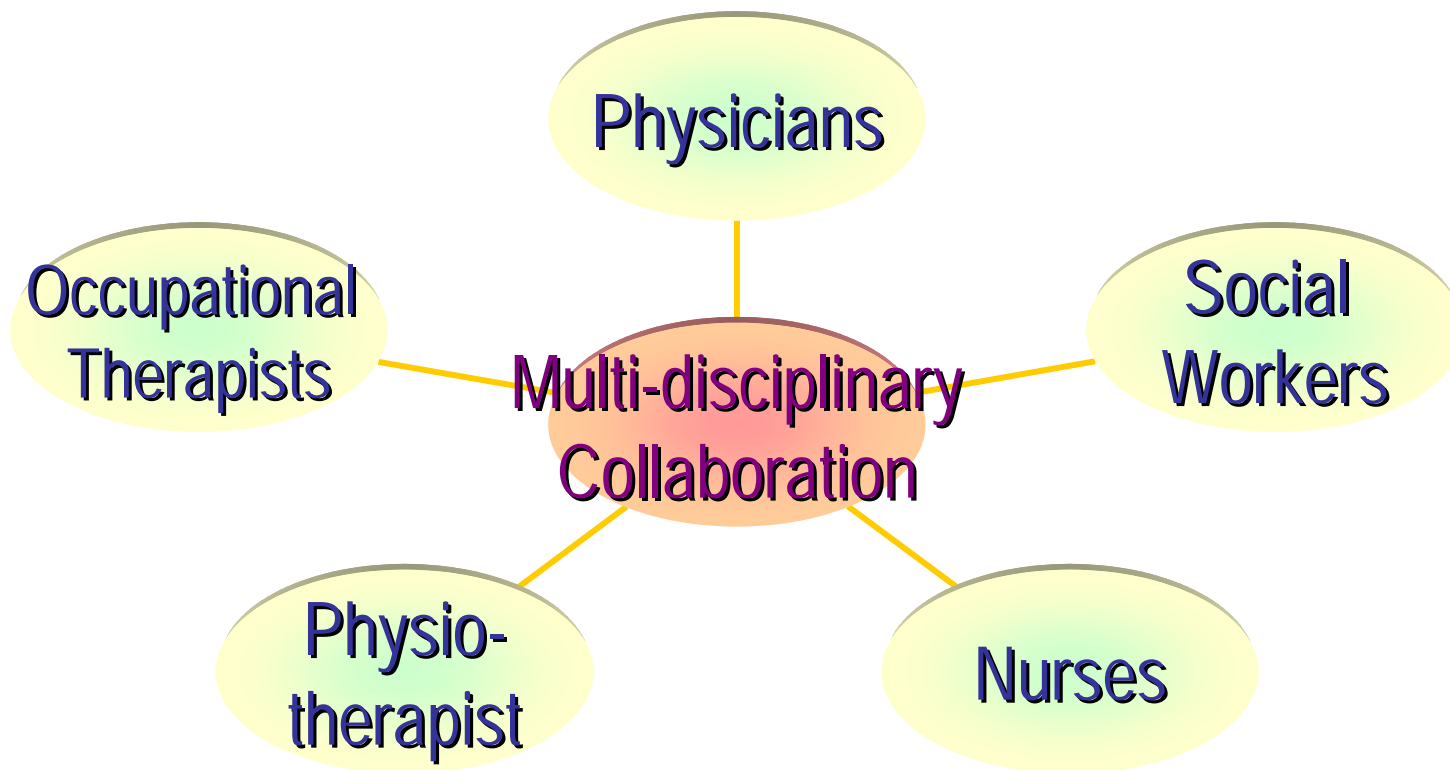 Physicians
Occupational
Therapists
Social
Workers
Multi-disciplinary
Collaboration
Physio-
therapist
Nurses